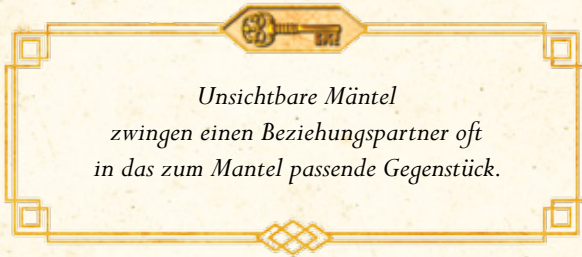 Unsichtbare Mäntel
zwingen einen Beziehungspartner oft
in das zum Mantel passende Gegenstück.